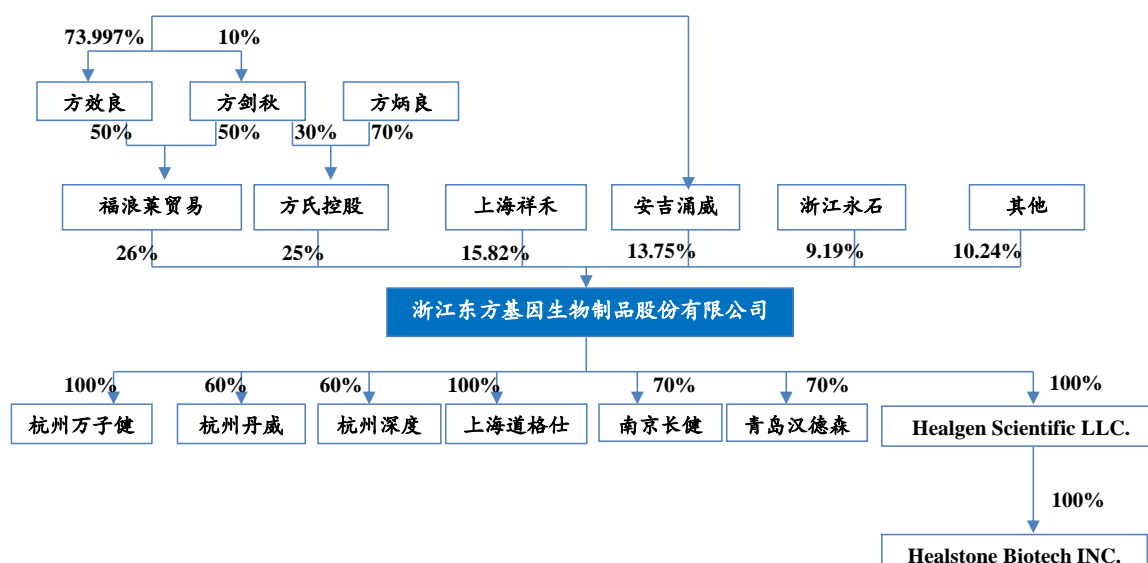 73.997% 10%
方效良 方剑秋 方炳良
50% 50% 30% 70%
福浪莱贸易 方氏控股 上海祥禾 安吉涌威 浙江永石 其他
26% 25% 15.82% 13.75% 9.19% 10.24%
浙江东方基因生物制品股份有限公司
100% 60% 60% 100% 70% 70% 100%
杭州万子健 杭州丹威 杭州深度 上海道格仕 南京长健 青岛汉德森 Healgen Scientific LLC.
100%
Healstone Biotech INC.